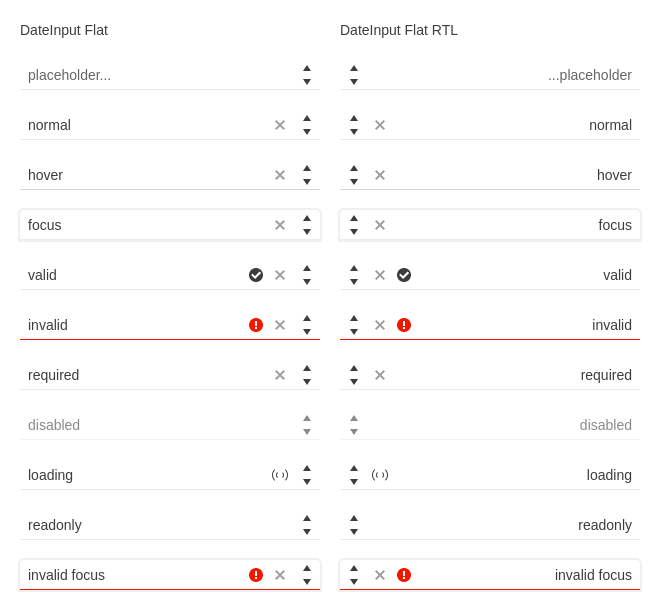 DateInput Flat
placeholder...
normal
hover
focus
valid
invalid
required
disabled
loading
readonly
invalid focus
DateInput Flat RTL
...placeholder
normal
hover
focus
valid
invalid
required
disabled
loading
readonly
invalid focus